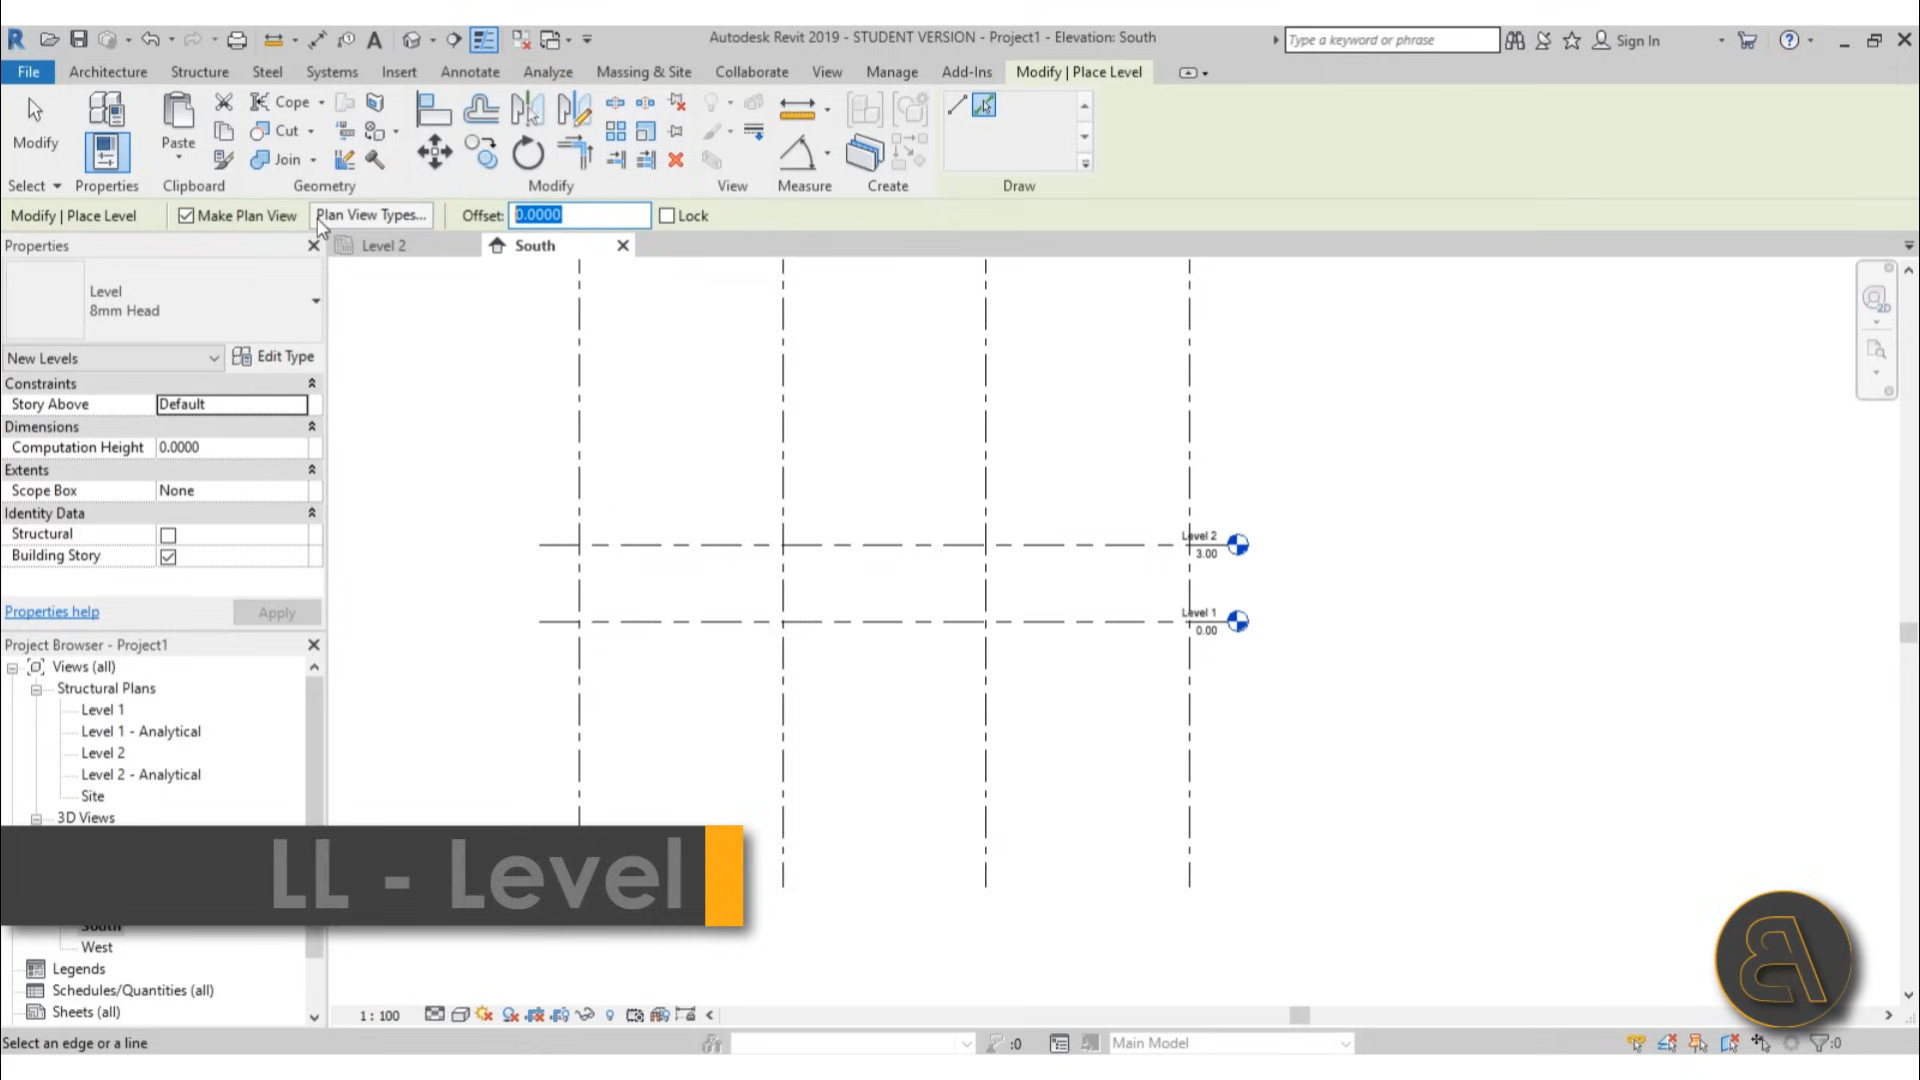 Autodesk Revit 2019 - STUDENT VERSION - Project1 - Elevation: South
Type a keyword or phrase
Sign In
File Architecture Structure Steel Systems Insert Annotate Analyze Massing & Site Collaborate View Manage Add-Ins Modify | Place Level
Modify
Paste
Cope
Cut
Join
Select Properties Clipboard Geometry Modify View Measure Create Draw
Modify | Place Level Make Plan View Plan View Types... Offset: 0.0000 Lock
Properties
Level 2
South
Level
8mm Head
New Levels
Edit Type
Constraints
Story Above Default
Dimensions
Computation Height 0.0000
Extents
Scope Box None
Identity Data
Structural
Building Story
Properties help
Apply
Level 2
3.00
Level 1
0.00
2D
Project Browser - Project1
Views (all)
Structural Plans
Level 1
Level 1 - Analytical
Level 2
Level 2 - Analytical
Site
3D Views
LL - Level
South
West
Legends
Schedules/Quantities (all)
Sheets (all)
1 : 100
Select an edge or a line
:0
Main Model
:0